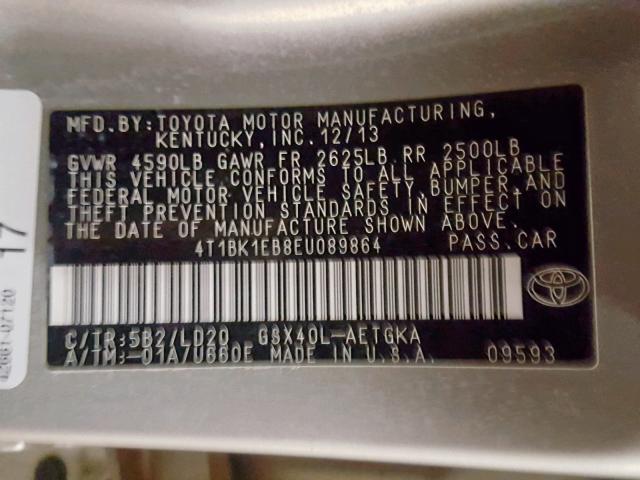 MFD.BY:TOYOTA MOTOR MANUFACTURING,
KENTUCKY,INC.12/13
GVWR 4590LB GAWR FR 2625LB RR 2500LB
THIS VEHICLE CONFORMS TO ALL APPLICABLE
FEDERAL MOTOR VEHICLE SAFETY,BUMPER,AND
THEFT PREVENTION STANDARDS IN EFFECT ON
THE DATE OF MANUFACTURE SHOWN ABOVE.
4T1BK1EB8EU089864 PASS.CAR
C/TR:5B2/LD20 GSX40L-AETGKA
A/TM:-01A/U660E MADE IN U.S.A. 09593
17
42661-07120